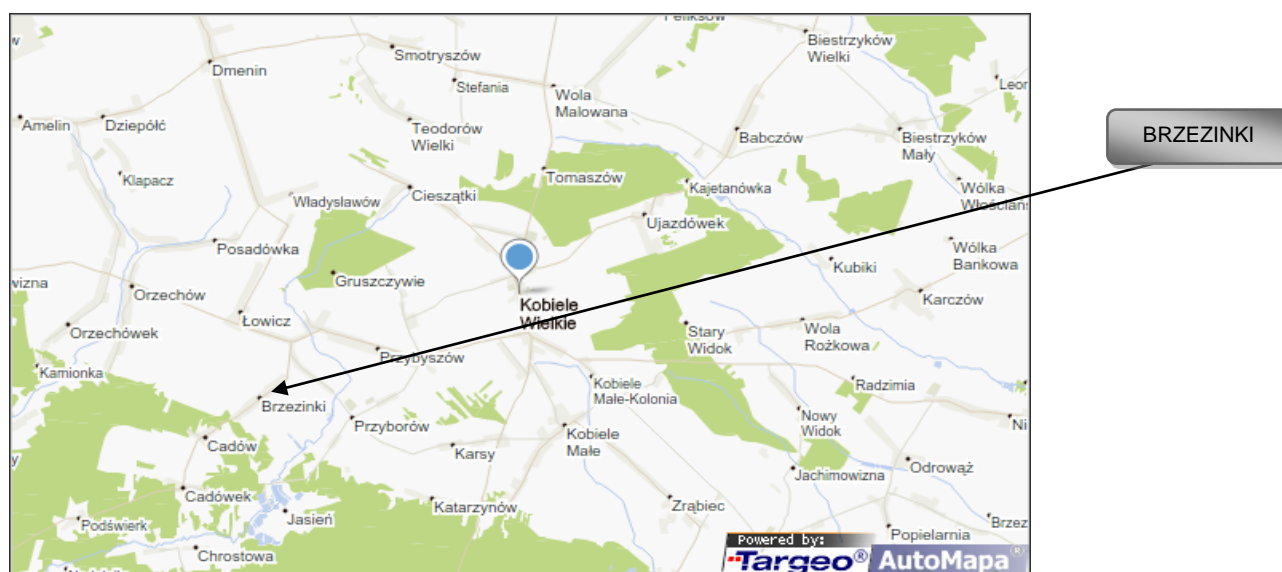 Biestrzyków
Wielki
Smotryszów
Dmenin
Stefania
Wola
Malowana
Amelin
Dziepółć
Teodorów
Wielki
Babczów
Biestrzyków
Mały
BRZEZINKI
Klapacz
Tomaszów
Kajetanówka
Wólka
Władysławów
Cieszątki
Ujazdówek
Posadówka
Wólka
Bankowa
Kubiki
Gruszczywie
Orzechów
Karczów
Kobiele
Wielkie
Łowicz
Orzechówek
Stary
Widok
Wola
Rożkowa
Przybyszów
Kamionka
Kobiele
Małe-Kolonia
Radzimia
Brzezinki
Przyborów
Nowy
Widok
Kobiele
Małe
Cadów
Karsy
Odrowąż
Jachimowizna
Cadówek
Katarzynów
Zrąbiec
Jasień
Podświerk
Popielarnia
Chrostowa
Powered by:
Targeo® AutoMapa®